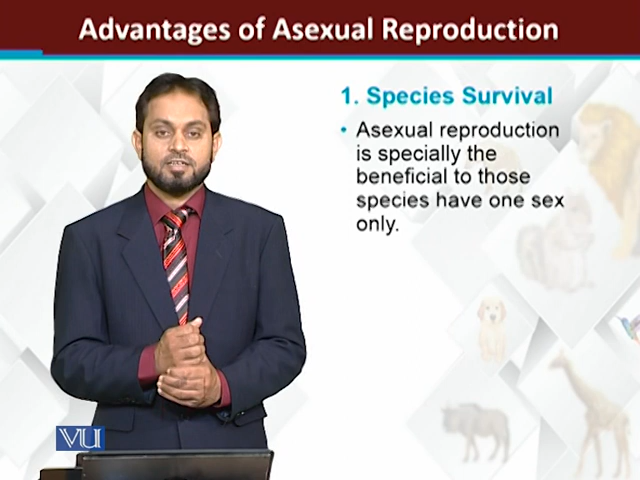 Advantages of Asexual Reproduction
1. Species Survival
• Asexual reproduction
is specially the
beneficial to those
species have one sex
only.
VU